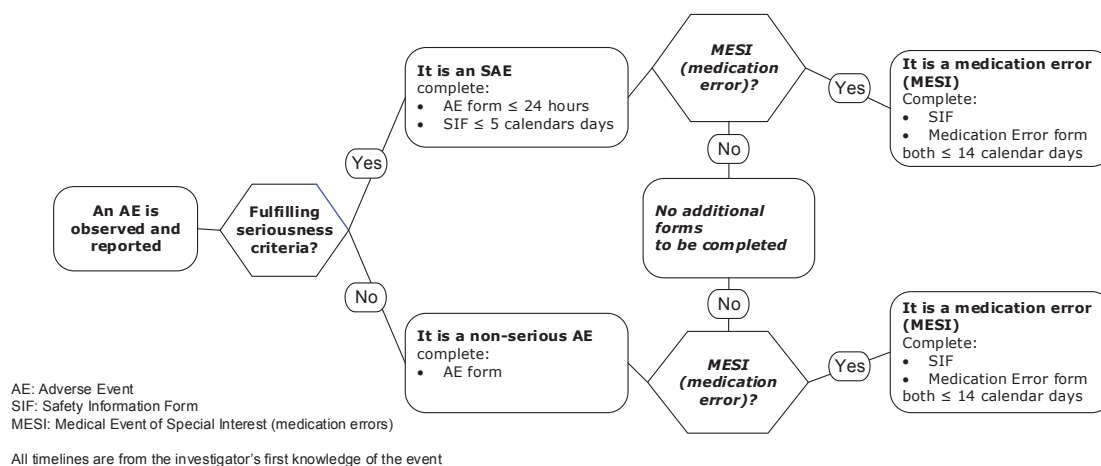 An AE is
observed and
reported
Fulfilling
seriousness
criteria?
Yes
It is an SAE
complete:
• AE form ≤ 24 hours
• SIF ≤ 5 calendars days
MESI
(medication
error)?
Yes
It is a medication error
(MESI)
Complete:
• SIF
• Medication Error form
both ≤ 14 calendar days
No
No additional
forms
to be completed
No
No
It is a non-serious AE
complete:
• AE form
MESI
(medication
error)?
Yes
It is a medication error
(MESI)
Complete:
• SIF
• Medication Error form
both ≤ 14 calendar days
AE: Adverse Event
SIF: Safety Information Form
MESI: Medical Event of Special Interest (medication errors)
All timelines are from the investigator's first knowledge of the event